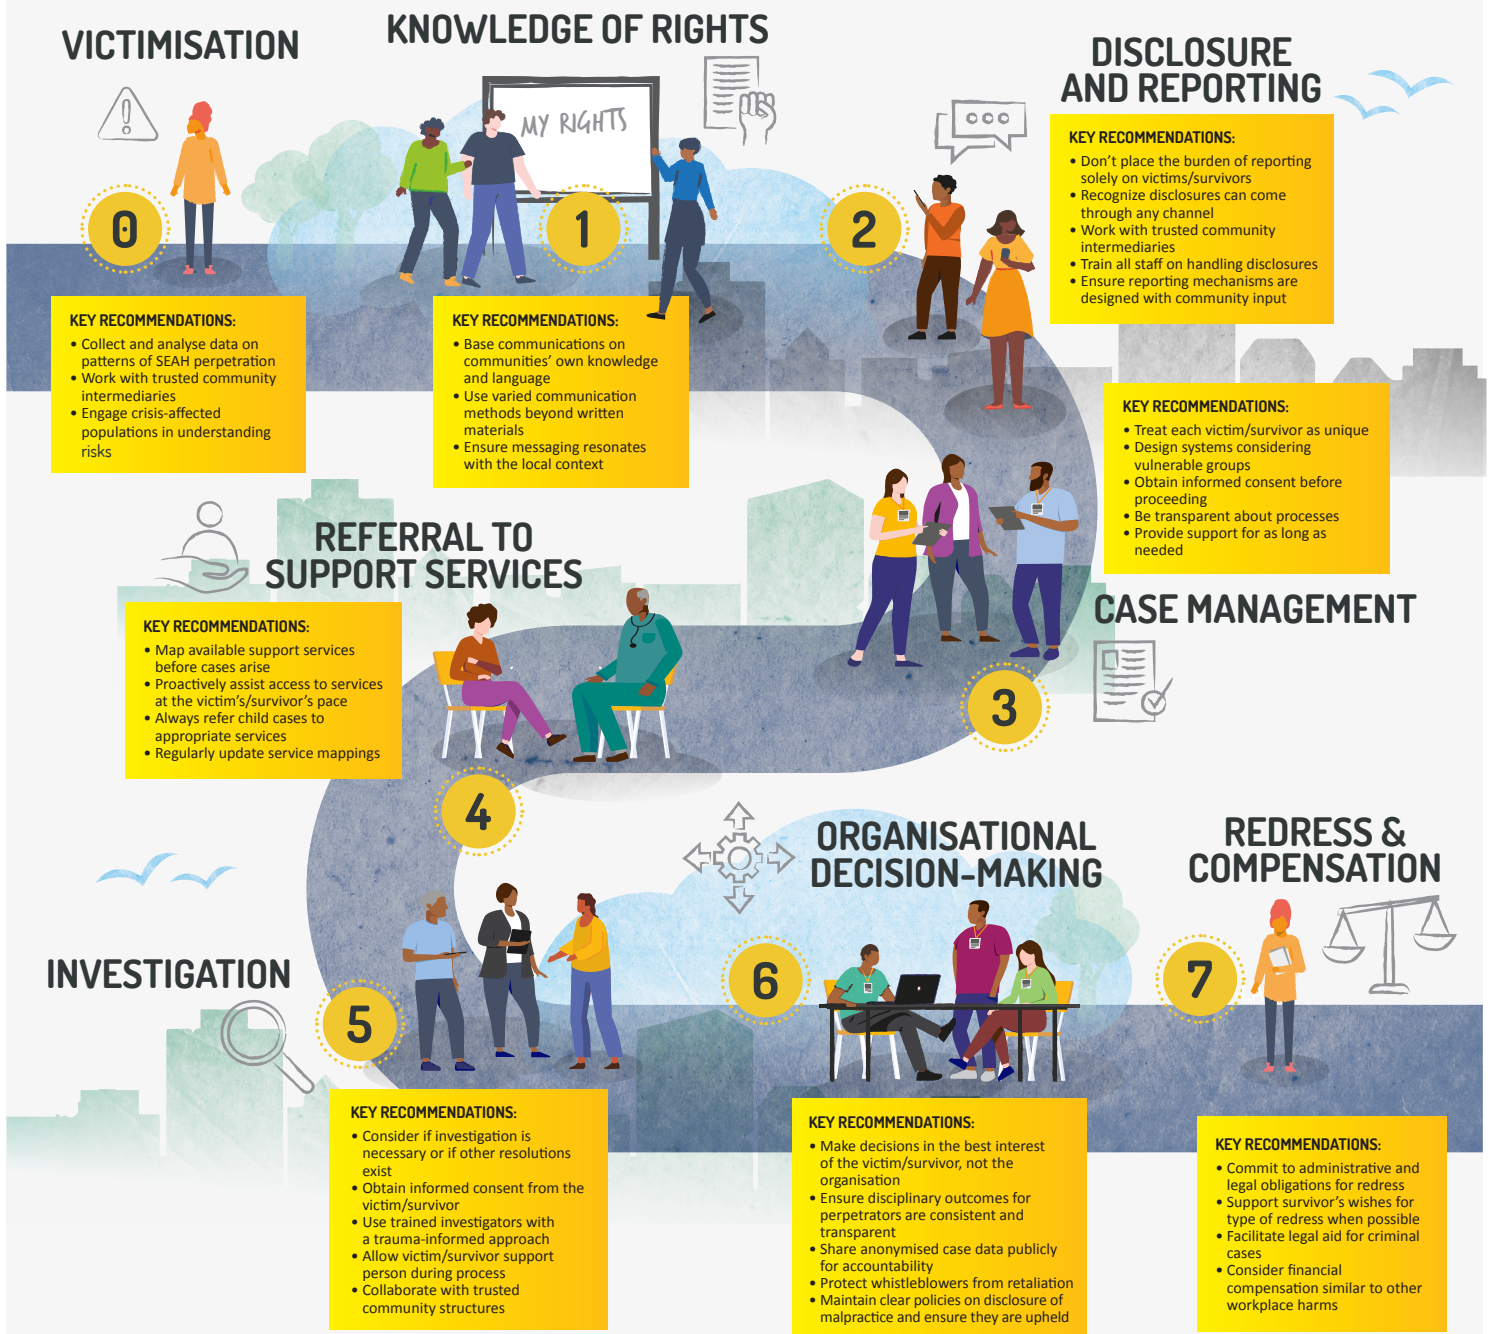 VICTIMISATION
0
KEY RECOMMENDATIONS:
• Collect and analyse data on
patterns of SEAH perpetration
• Work with trusted community
intermediaries
• Engage crisis-affected
populations in understanding
risks
KNOWLEDGE OF RIGHTS
MY RIGHTS
1
KEY RECOMMENDATIONS:
• Base communications on
communities’ own knowledge
and language
• Use varied communication
methods beyond written
materials
• Ensure messaging resonates
with the local context
DISCLOSURE
AND REPORTING
2
KEY RECOMMENDATIONS:
• Don’t place the burden of reporting
solely on victims/survivors
• Recognize disclosures can come
through any channel
• Work with trusted community
intermediaries
• Train all staff on handling disclosures
• Ensure reporting mechanisms are
designed with community input
KEY RECOMMENDATIONS:
• Treat each victim/survivor as unique
• Design systems considering
vulnerable groups
• Obtain informed consent before
proceeding
• Be transparent about processes
• Provide support for as long as
needed
CASE MANAGEMENT
3
REFERRAL TO
SUPPORT SERVICES
KEY RECOMMENDATIONS:
• Map available support services
before cases arise
• Proactively assist access to services
at the victim’s/survivor’s pace
• Always refer child cases to
appropriate services
• Regularly update service mappings
4
INVESTIGATION
5
KEY RECOMMENDATIONS:
• Consider if investigation is
necessary or if other resolutions
exist
• Obtain informed consent from the
victim/survivor
• Use trained investigators with
a trauma-informed approach
• Allow victim/survivor support
person during process
• Collaborate with trusted
community structures
ORGANISATIONAL
DECISION-MAKING
6
KEY RECOMMENDATIONS:
• Make decisions in the best interest
of the victim/survivor, not the
organisation
• Ensure disciplinary outcomes for
perpetrators are consistent and
transparent
• Share anonymised case data publicly
for accountability
• Protect whistleblowers from retaliation
• Maintain clear policies on disclosure of
malpractice and ensure they are upheld
REDRESS &
COMPENSATION
7
KEY RECOMMENDATIONS:
• Commit to administrative and
legal obligations for redress
• Support survivor’s wishes for
type of redress when possible
• Facilitate legal aid for criminal
cases
• Consider financial
compensation similar to other
workplace harms